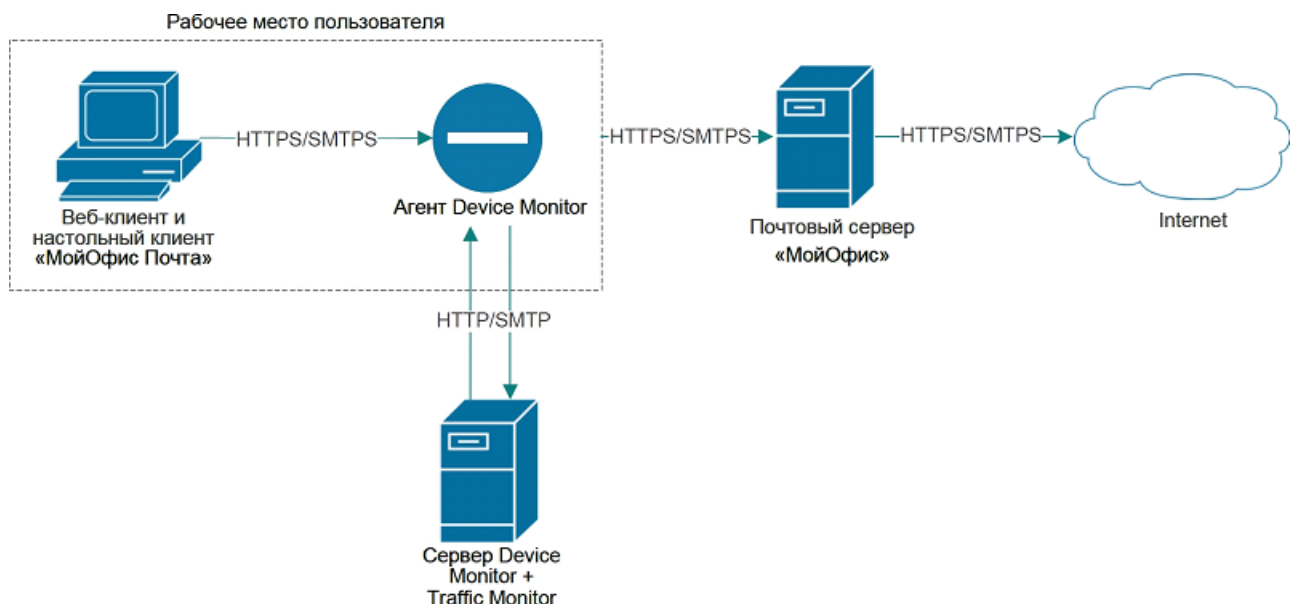 Рабочее место пользователя
HTTPS/SMTPS
HTTPS/SMTPS
HTTPS/SMTPS
Веб-клиент и
настольный клиент
«МойОфис Почта»
Агент Device Monitor
Почтовый сервер
«МойОфис»
Internet
HTTP/SMTP
Сервер Device
Monitor +
Traffic Monitor